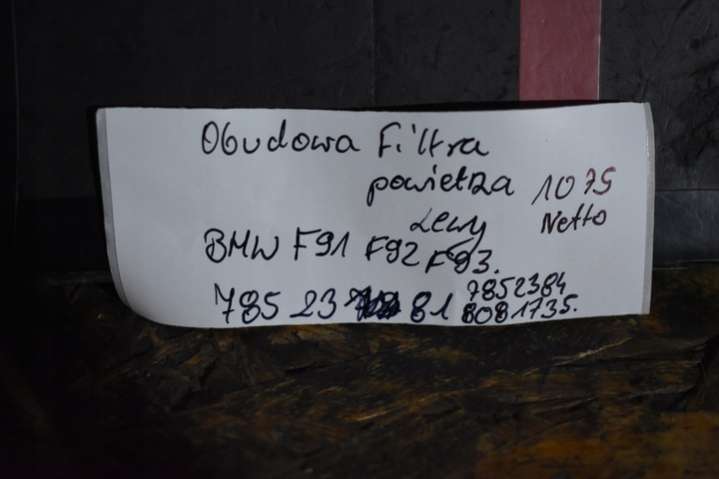 Obudowa Filtra
powietrza 1075
Lewy Netto
BMW F91 F92 F93.
785 23 81 7852384
8081735.